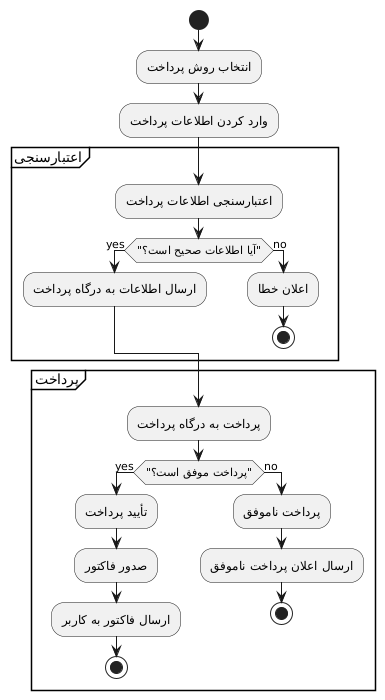 انتخاب روش پرداخت
وارد کردن اطلاعات پرداخت
اعتبارسنجی
اعتبارسنجی اطلاعات پرداخت
"آیا اطلاعات صحیح است؟"
yes
no
ارسال اطلاعات به درگاه پرداخت
اعلان خطا
پرداخت
پرداخت به درگاه پرداخت
"پرداخت موفق است؟"
yes
no
تأیید پرداخت
پرداخت ناموفق
صدور فاکتور
ارسال اعلان پرداخت ناموفق
ارسال فاکتور به کاربر